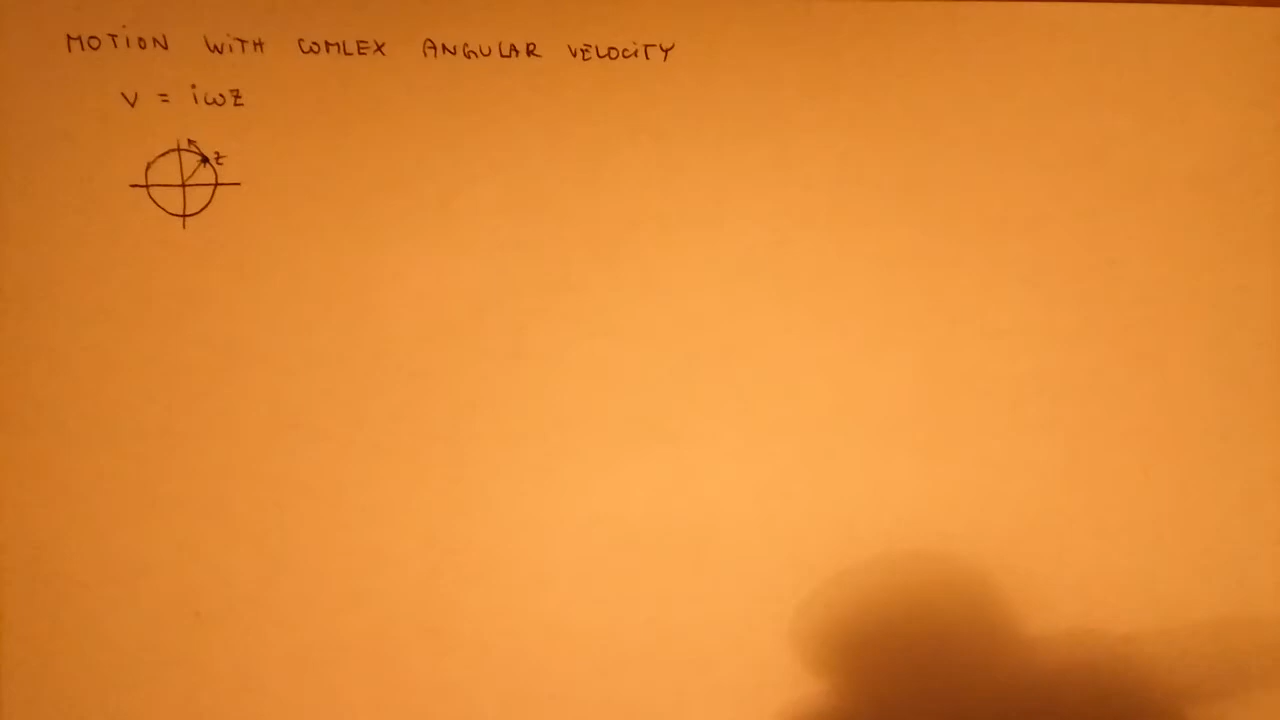 MOTION WITH COMLEX ANGULAR VELOCITY
v = iωz
z